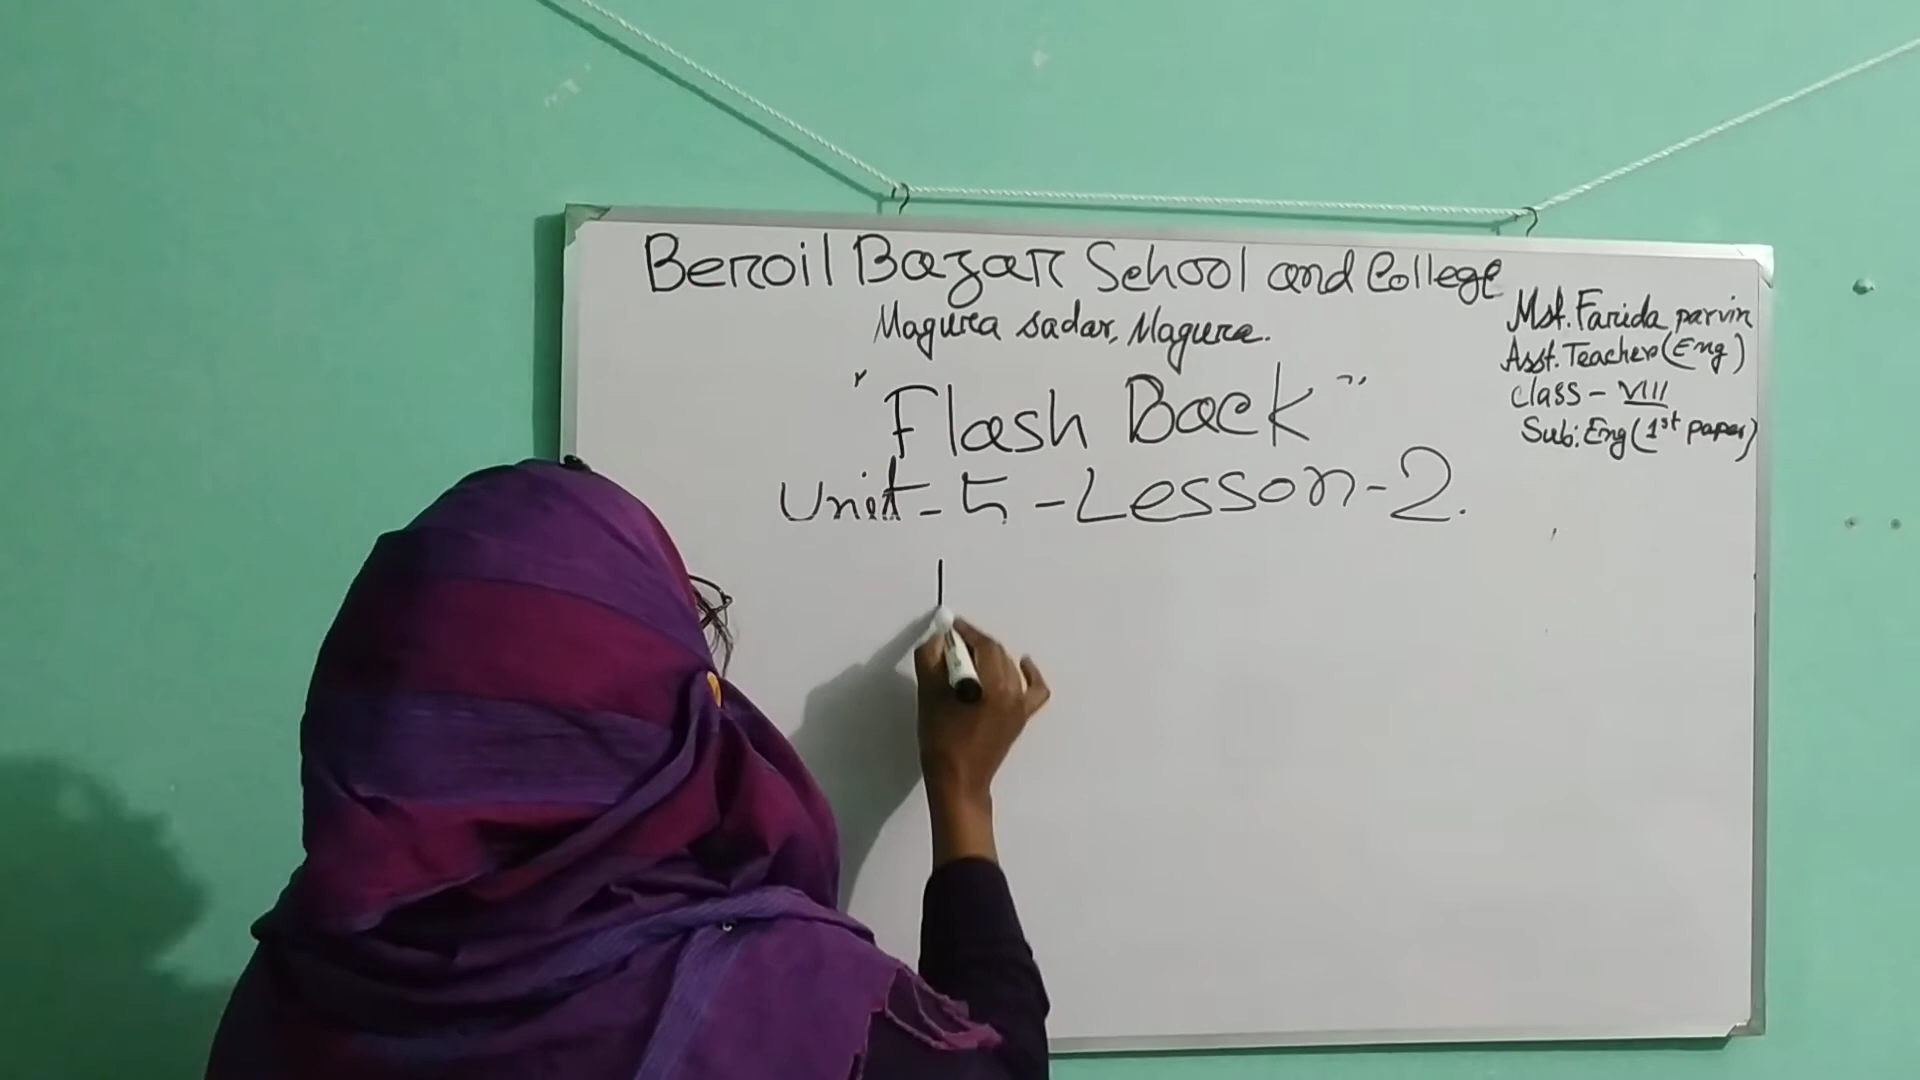 Beroil Bazar School and College
Magura sadar, Magura.
"Flash Back"
Unit-5-Lesson-2.
Mst. Farida parvin
Asst. Teacher (Eng)
Class - VIII
Sub: Eng (1st paper)